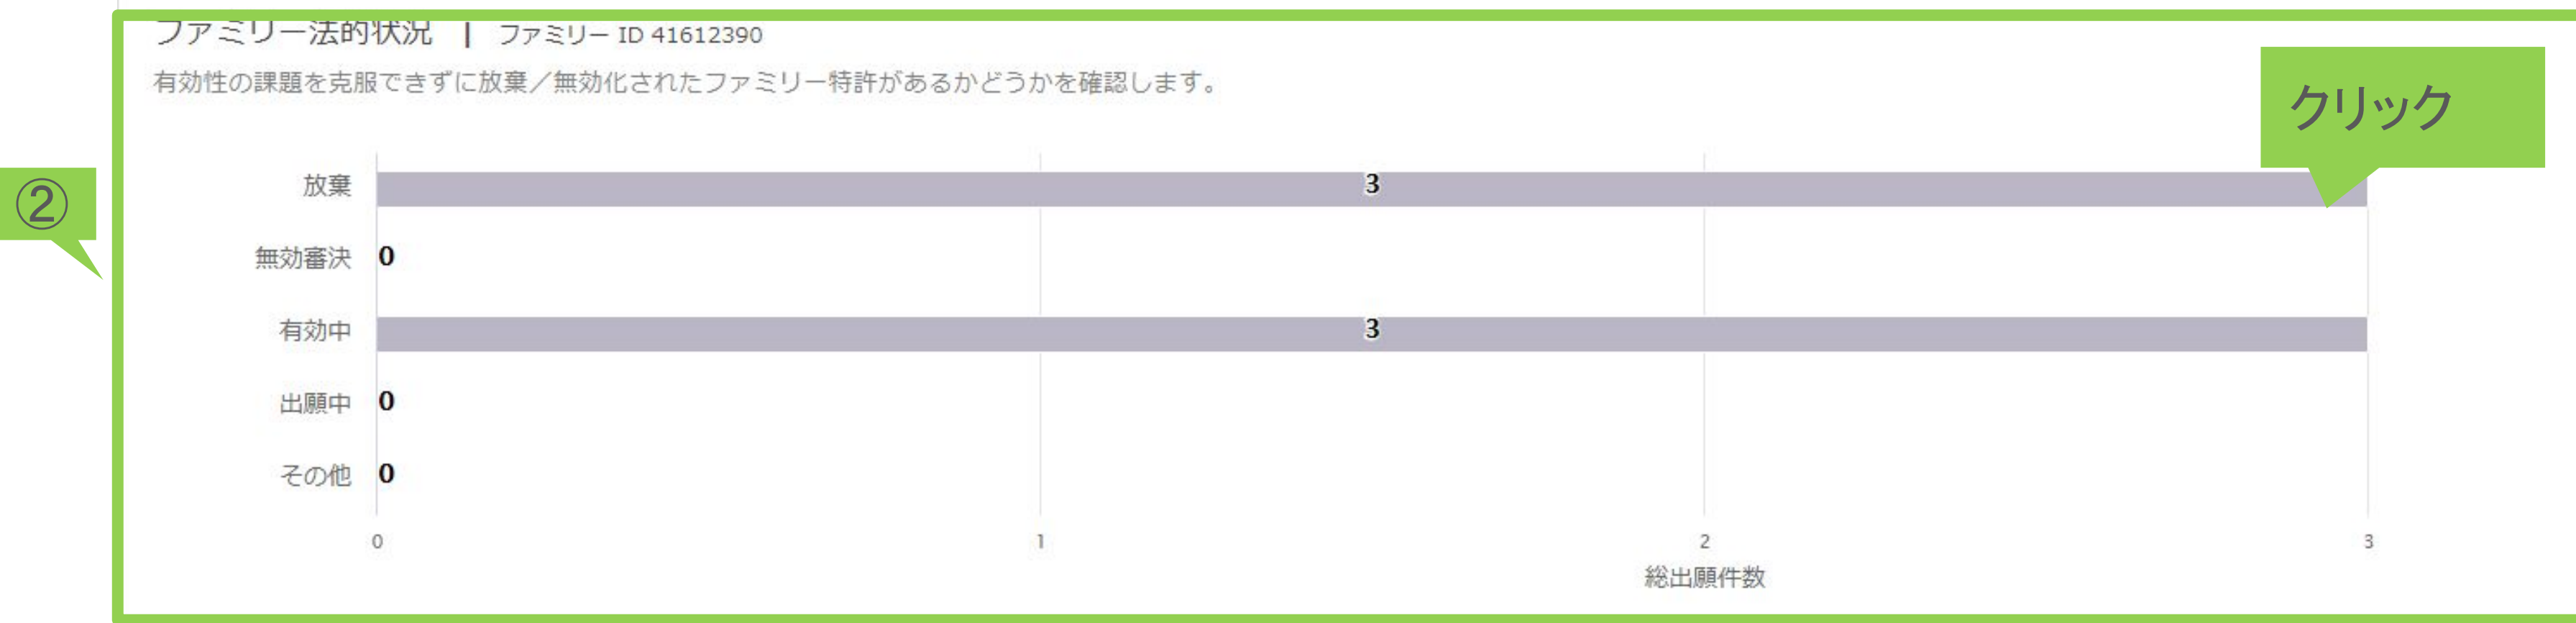 ファミリー法的状況 | ファミリー ID 41612390
有効性の課題を克服できずに放棄／無効化されたファミリー特許があるかどうかを確認します。
クリック
②
放棄 3
無効審決 0
有効中 3
出願中 0
その他 0
0 1 2 3
総出願件数